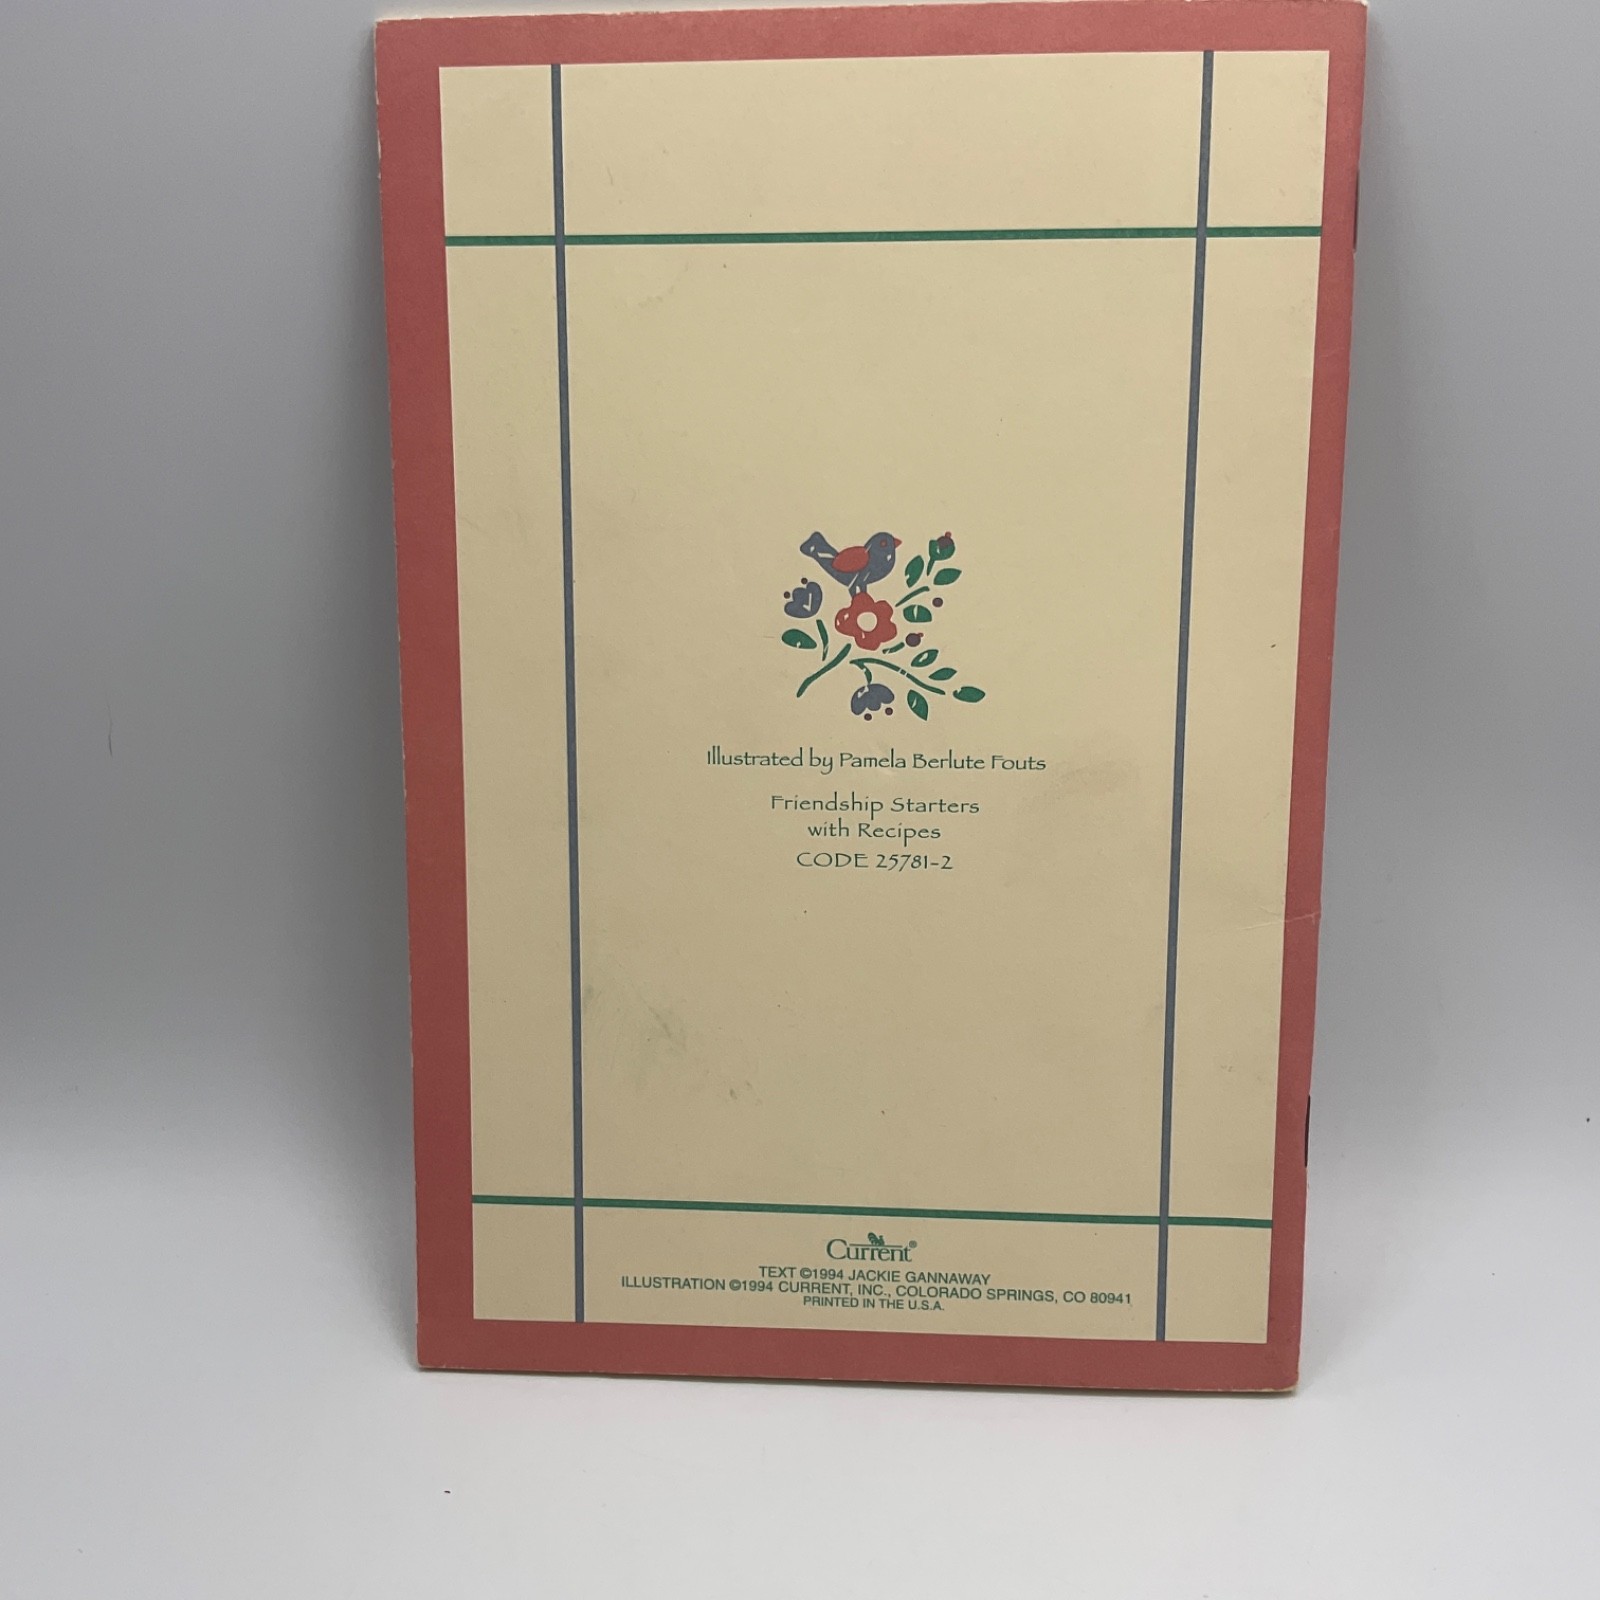 Illustrated by Pamela Berlute Fouts
Friendship Starters
with Recipes
CODE 25781-2
Current®
TEXT ©1994 JACKIE GANNAWAY
ILLUSTRATION ©1994 CURRENT, INC., COLORADO SPRINGS, CO 80941
PRINTED IN THE U.S.A.